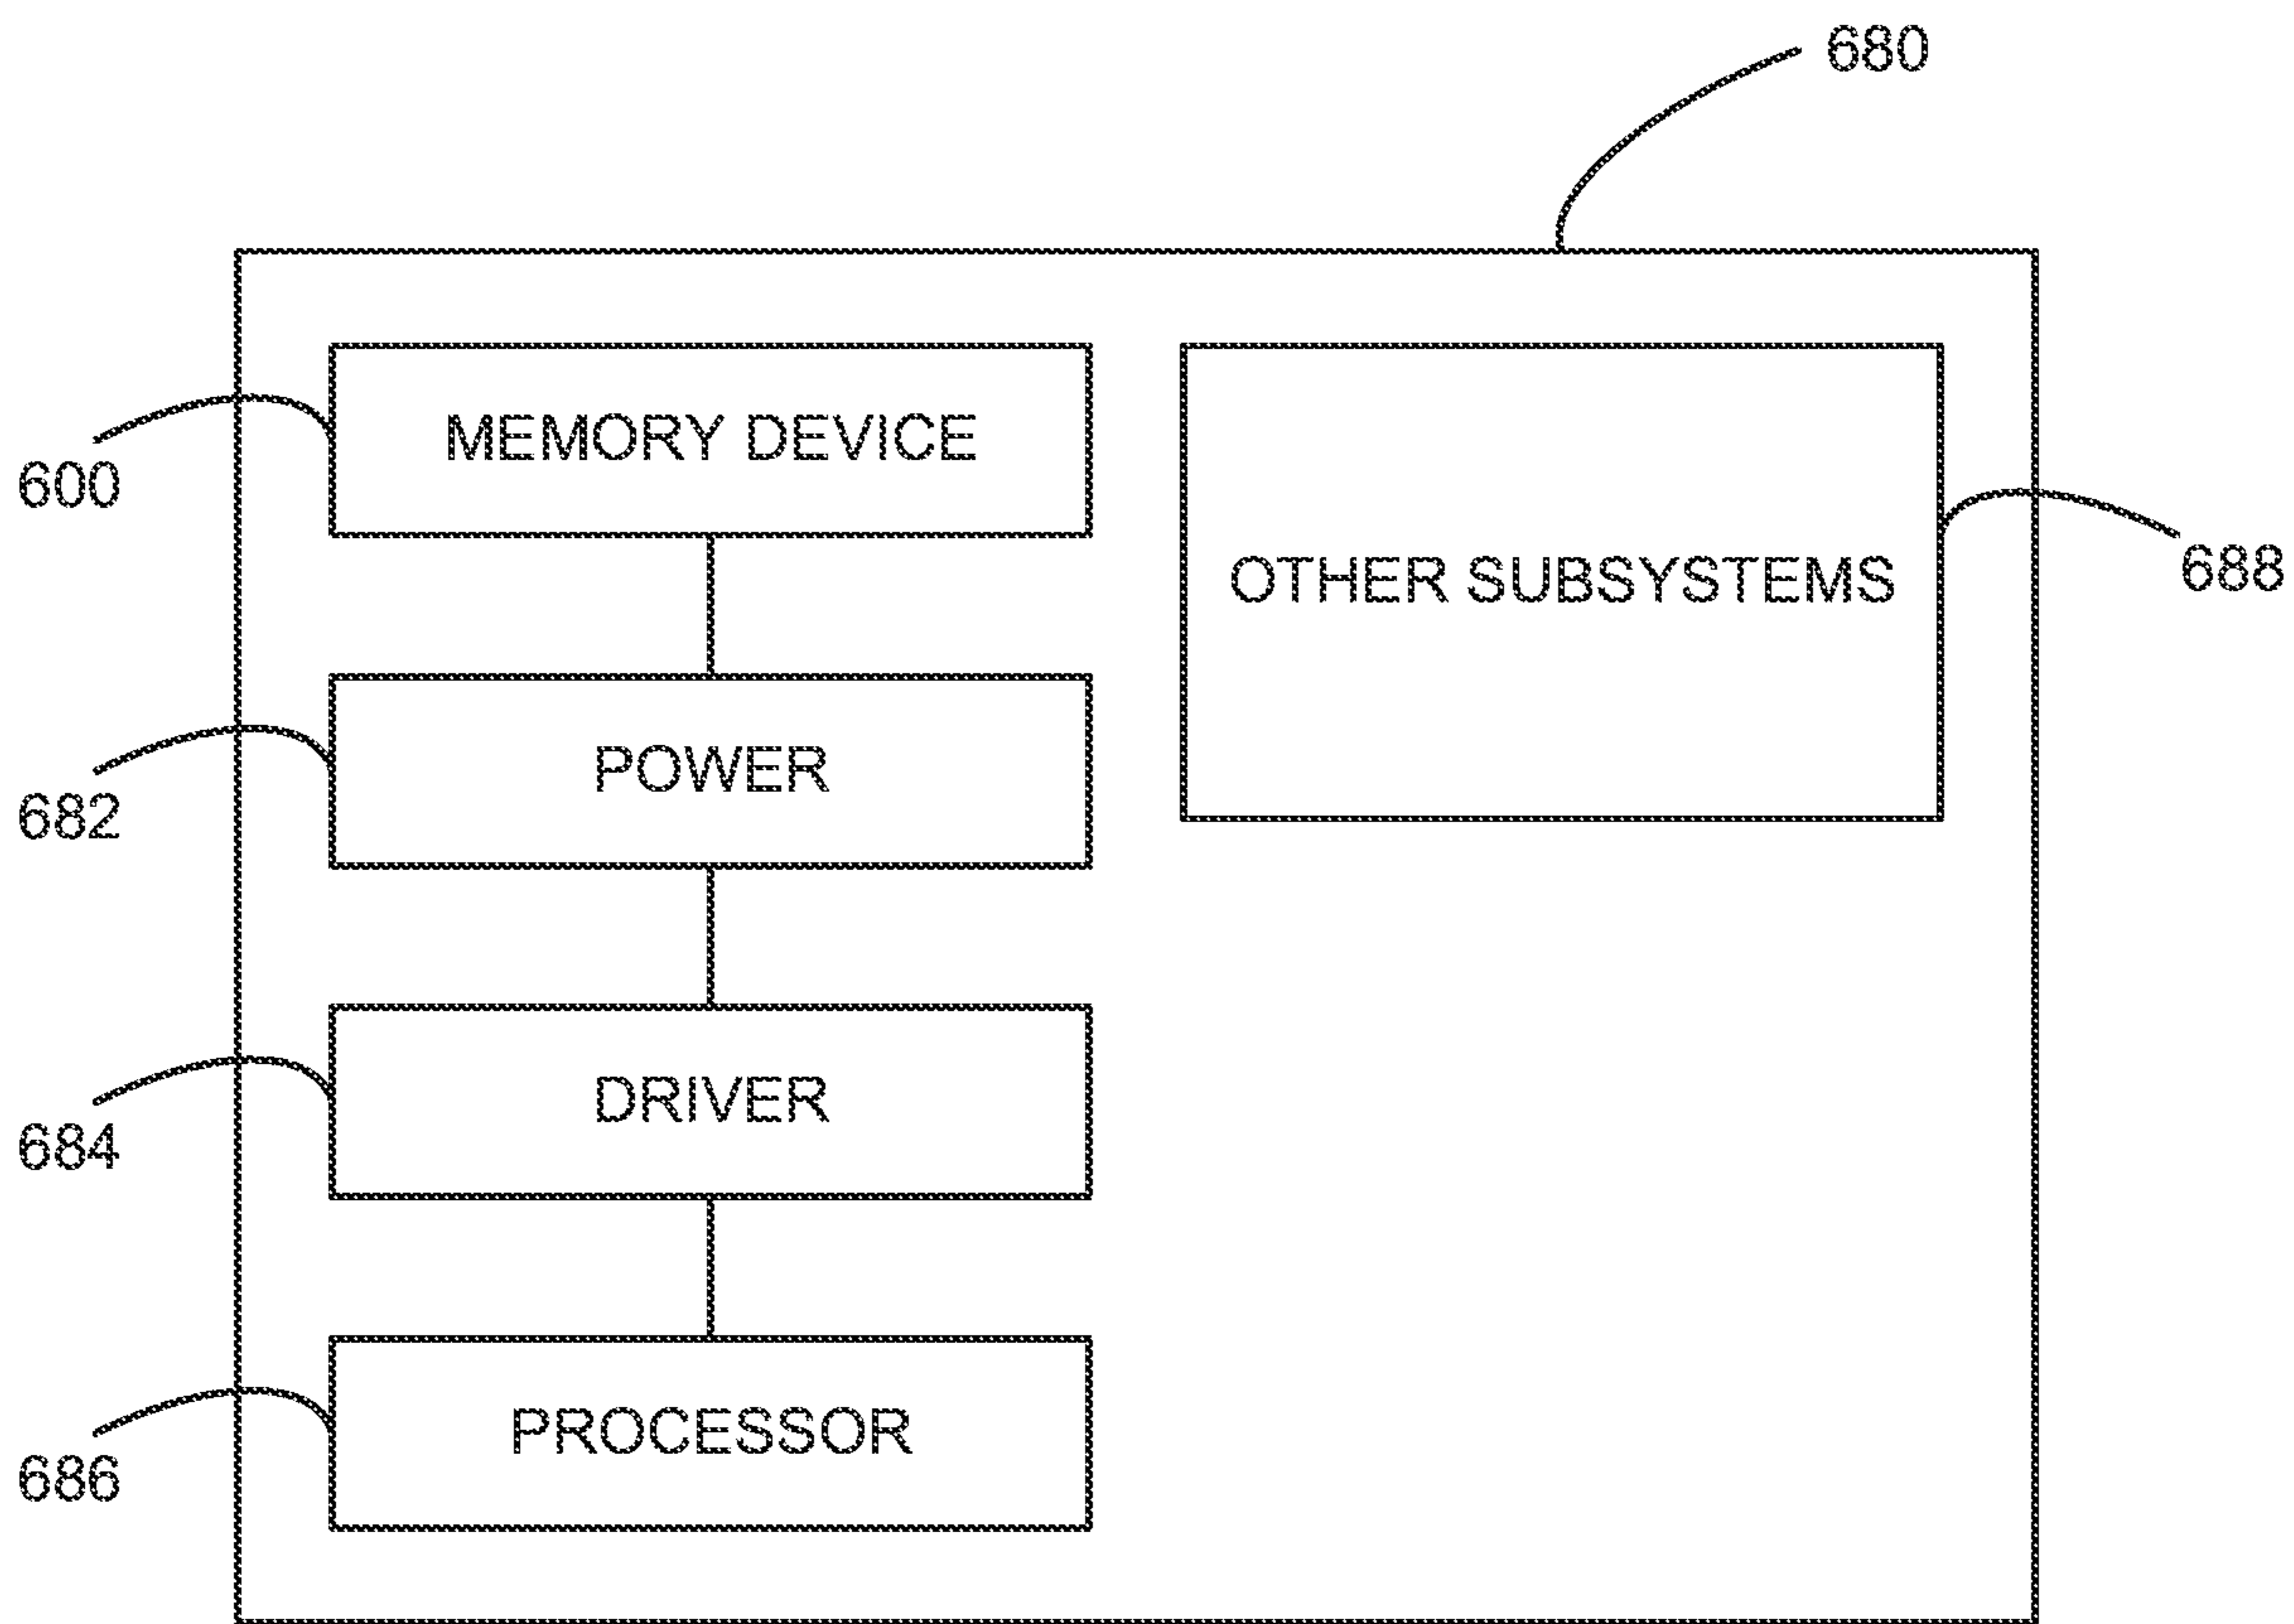 680
MEMORY DEVICE
600
OTHER SUBSYSTEMS
688
POWER
682
DRIVER
684
PROCESSOR
686